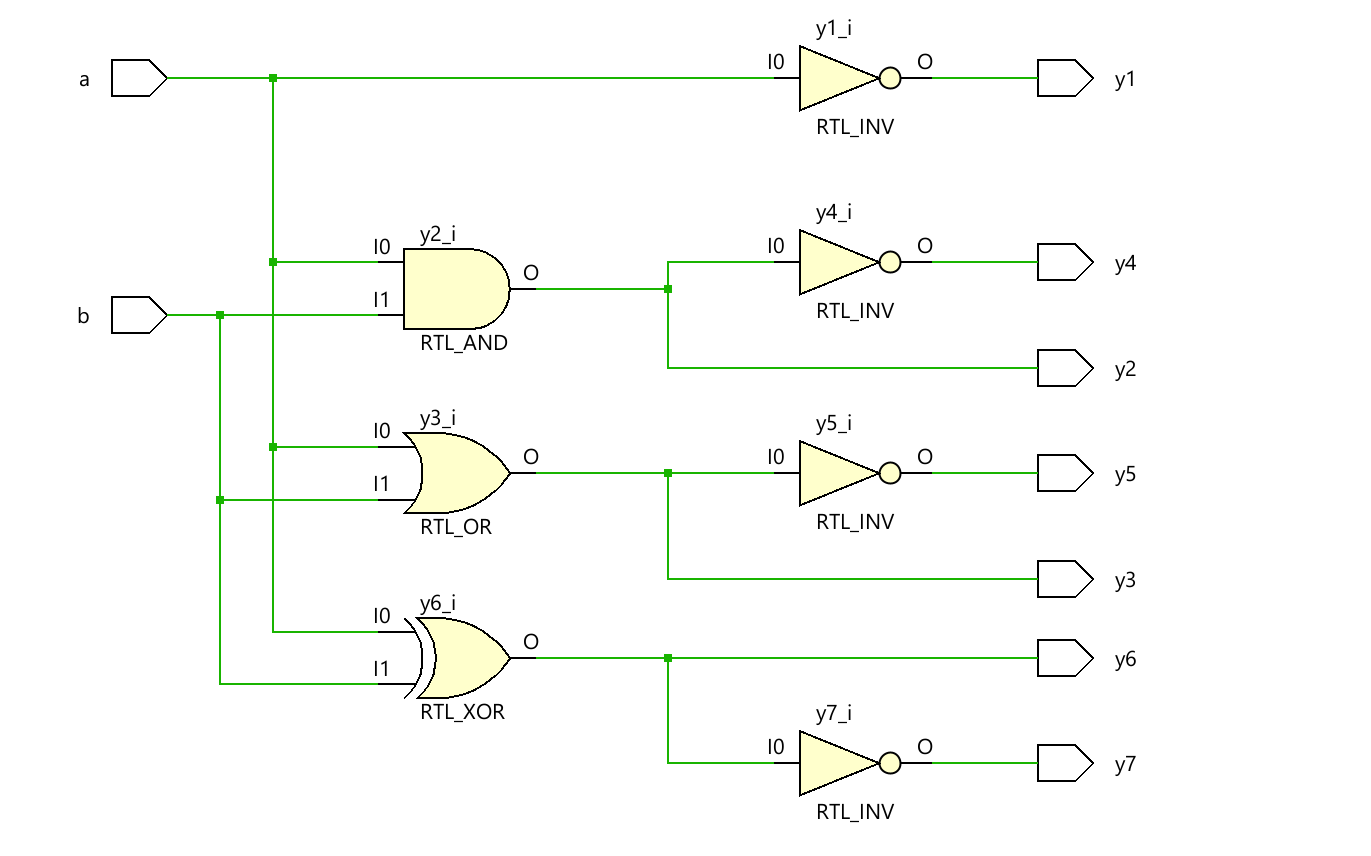 y1_i
a
I0
O
y1
RTL_INV
y4_i
y2_i
I0
I0
O
y4
O
I1
b
RTL_INV
RTL_AND
y2
y3_i
y5_i
I0
O
I0
O
y5
I1
RTL_OR
RTL_INV
y3
y6_i
I0
O
y6
I1
RTL_XOR
y7_i
I0
O
y7
RTL_INV